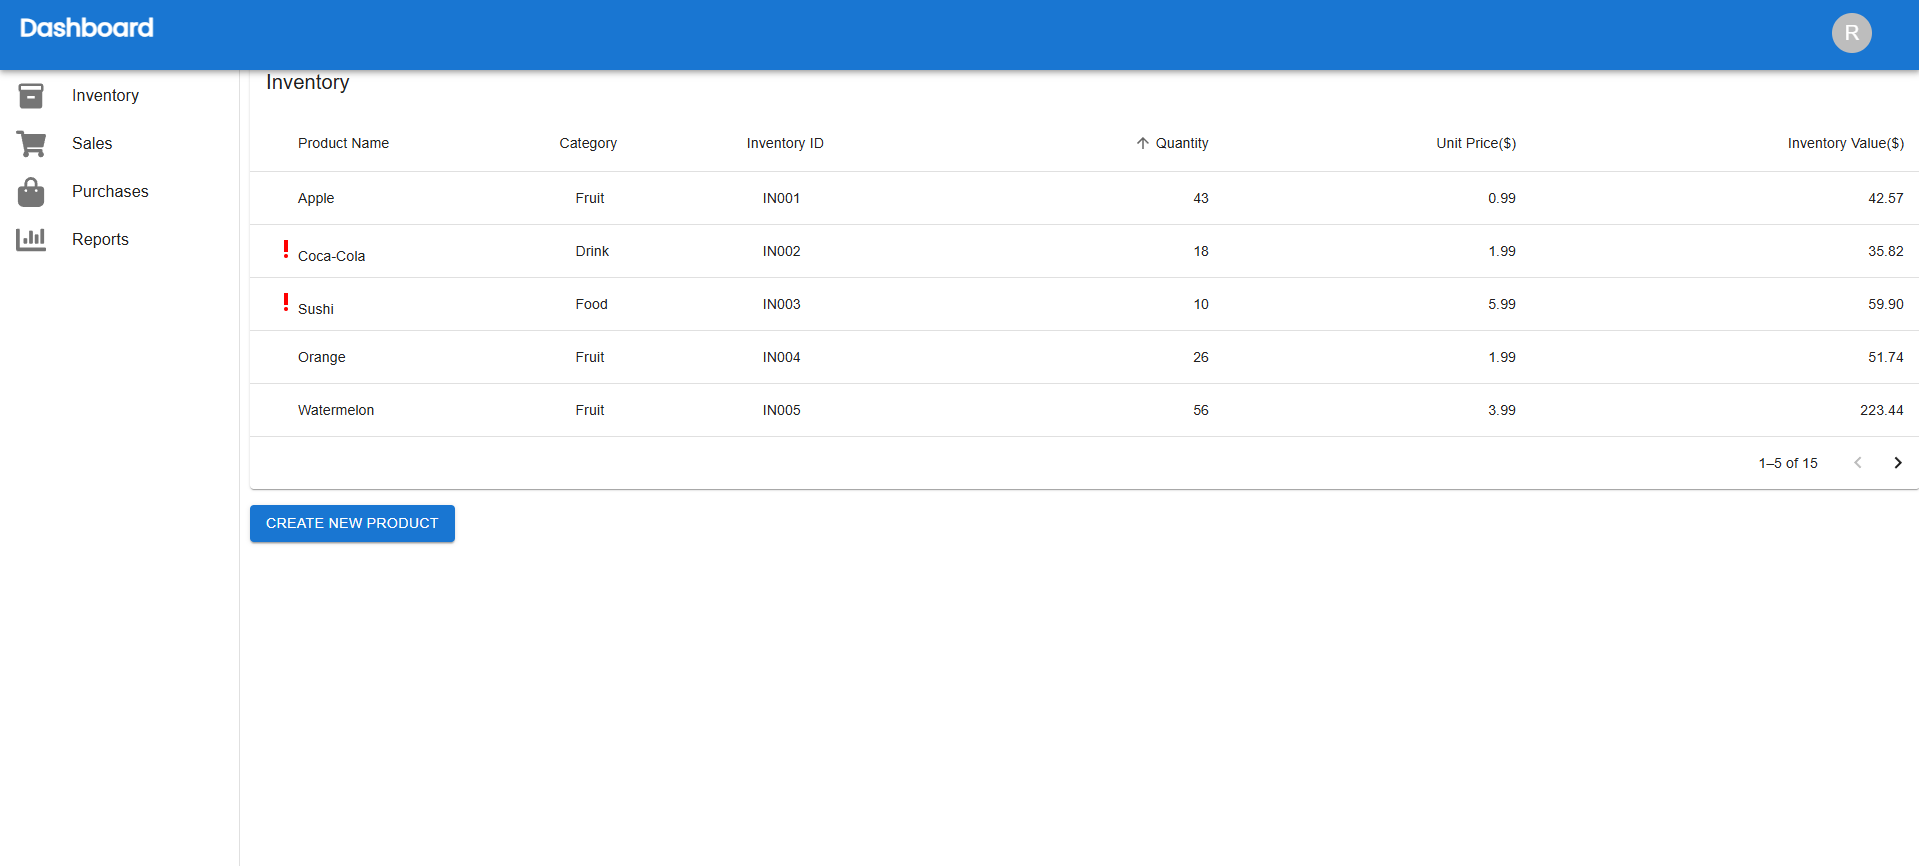 Dashboard
R
Inventory
Sales
Purchases
Reports
Inventory
Product Name Category Inventory ID Quantity Unit Price($) Inventory Value($)
Apple Fruit IN001 43 0.99 42.57
Coca-Cola Drink IN002 18 1.99 35.82
Sushi Food IN003 10 5.99 59.90
Orange Fruit IN004 26 1.99 51.74
Watermelon Fruit IN005 56 3.99 223.44
1–5 of 15
CREATE NEW PRODUCT